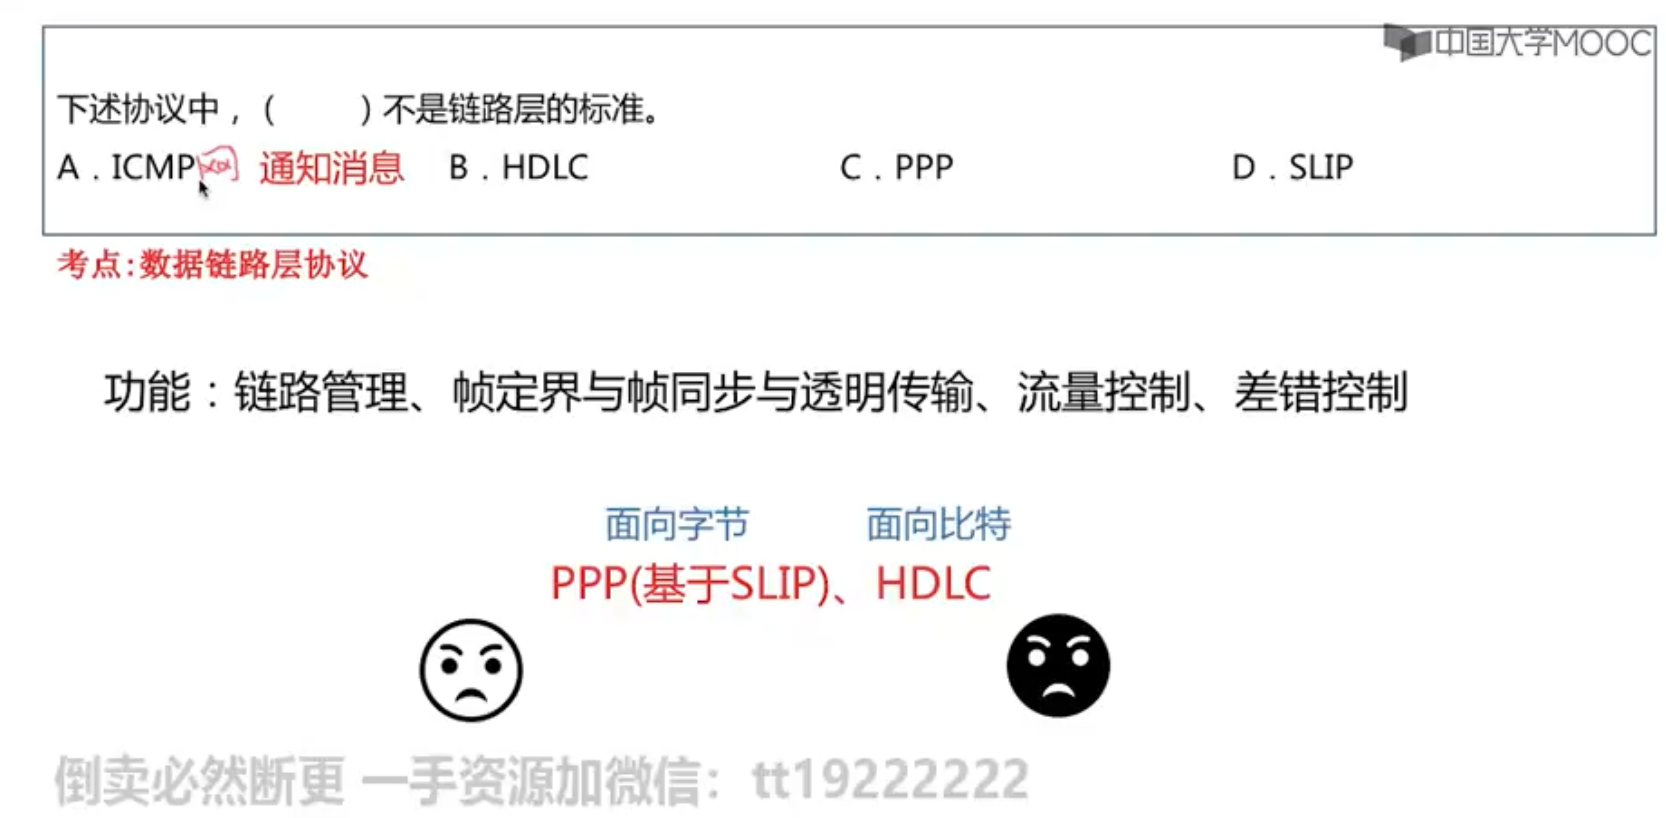 中国大学MOOC
下述协议中，（ ）不是链路层的标准。
A．ICMP 通知消息 B．HDLC C．PPP D．SLIP
考点:数据链路层协议
功能：链路管理、帧定界与帧同步与透明传输、流量控制、差错控制
面向字节 面向比特
PPP(基于SLIP)、HDLC
倒卖必然断更 一手资源加微信：tt19222222